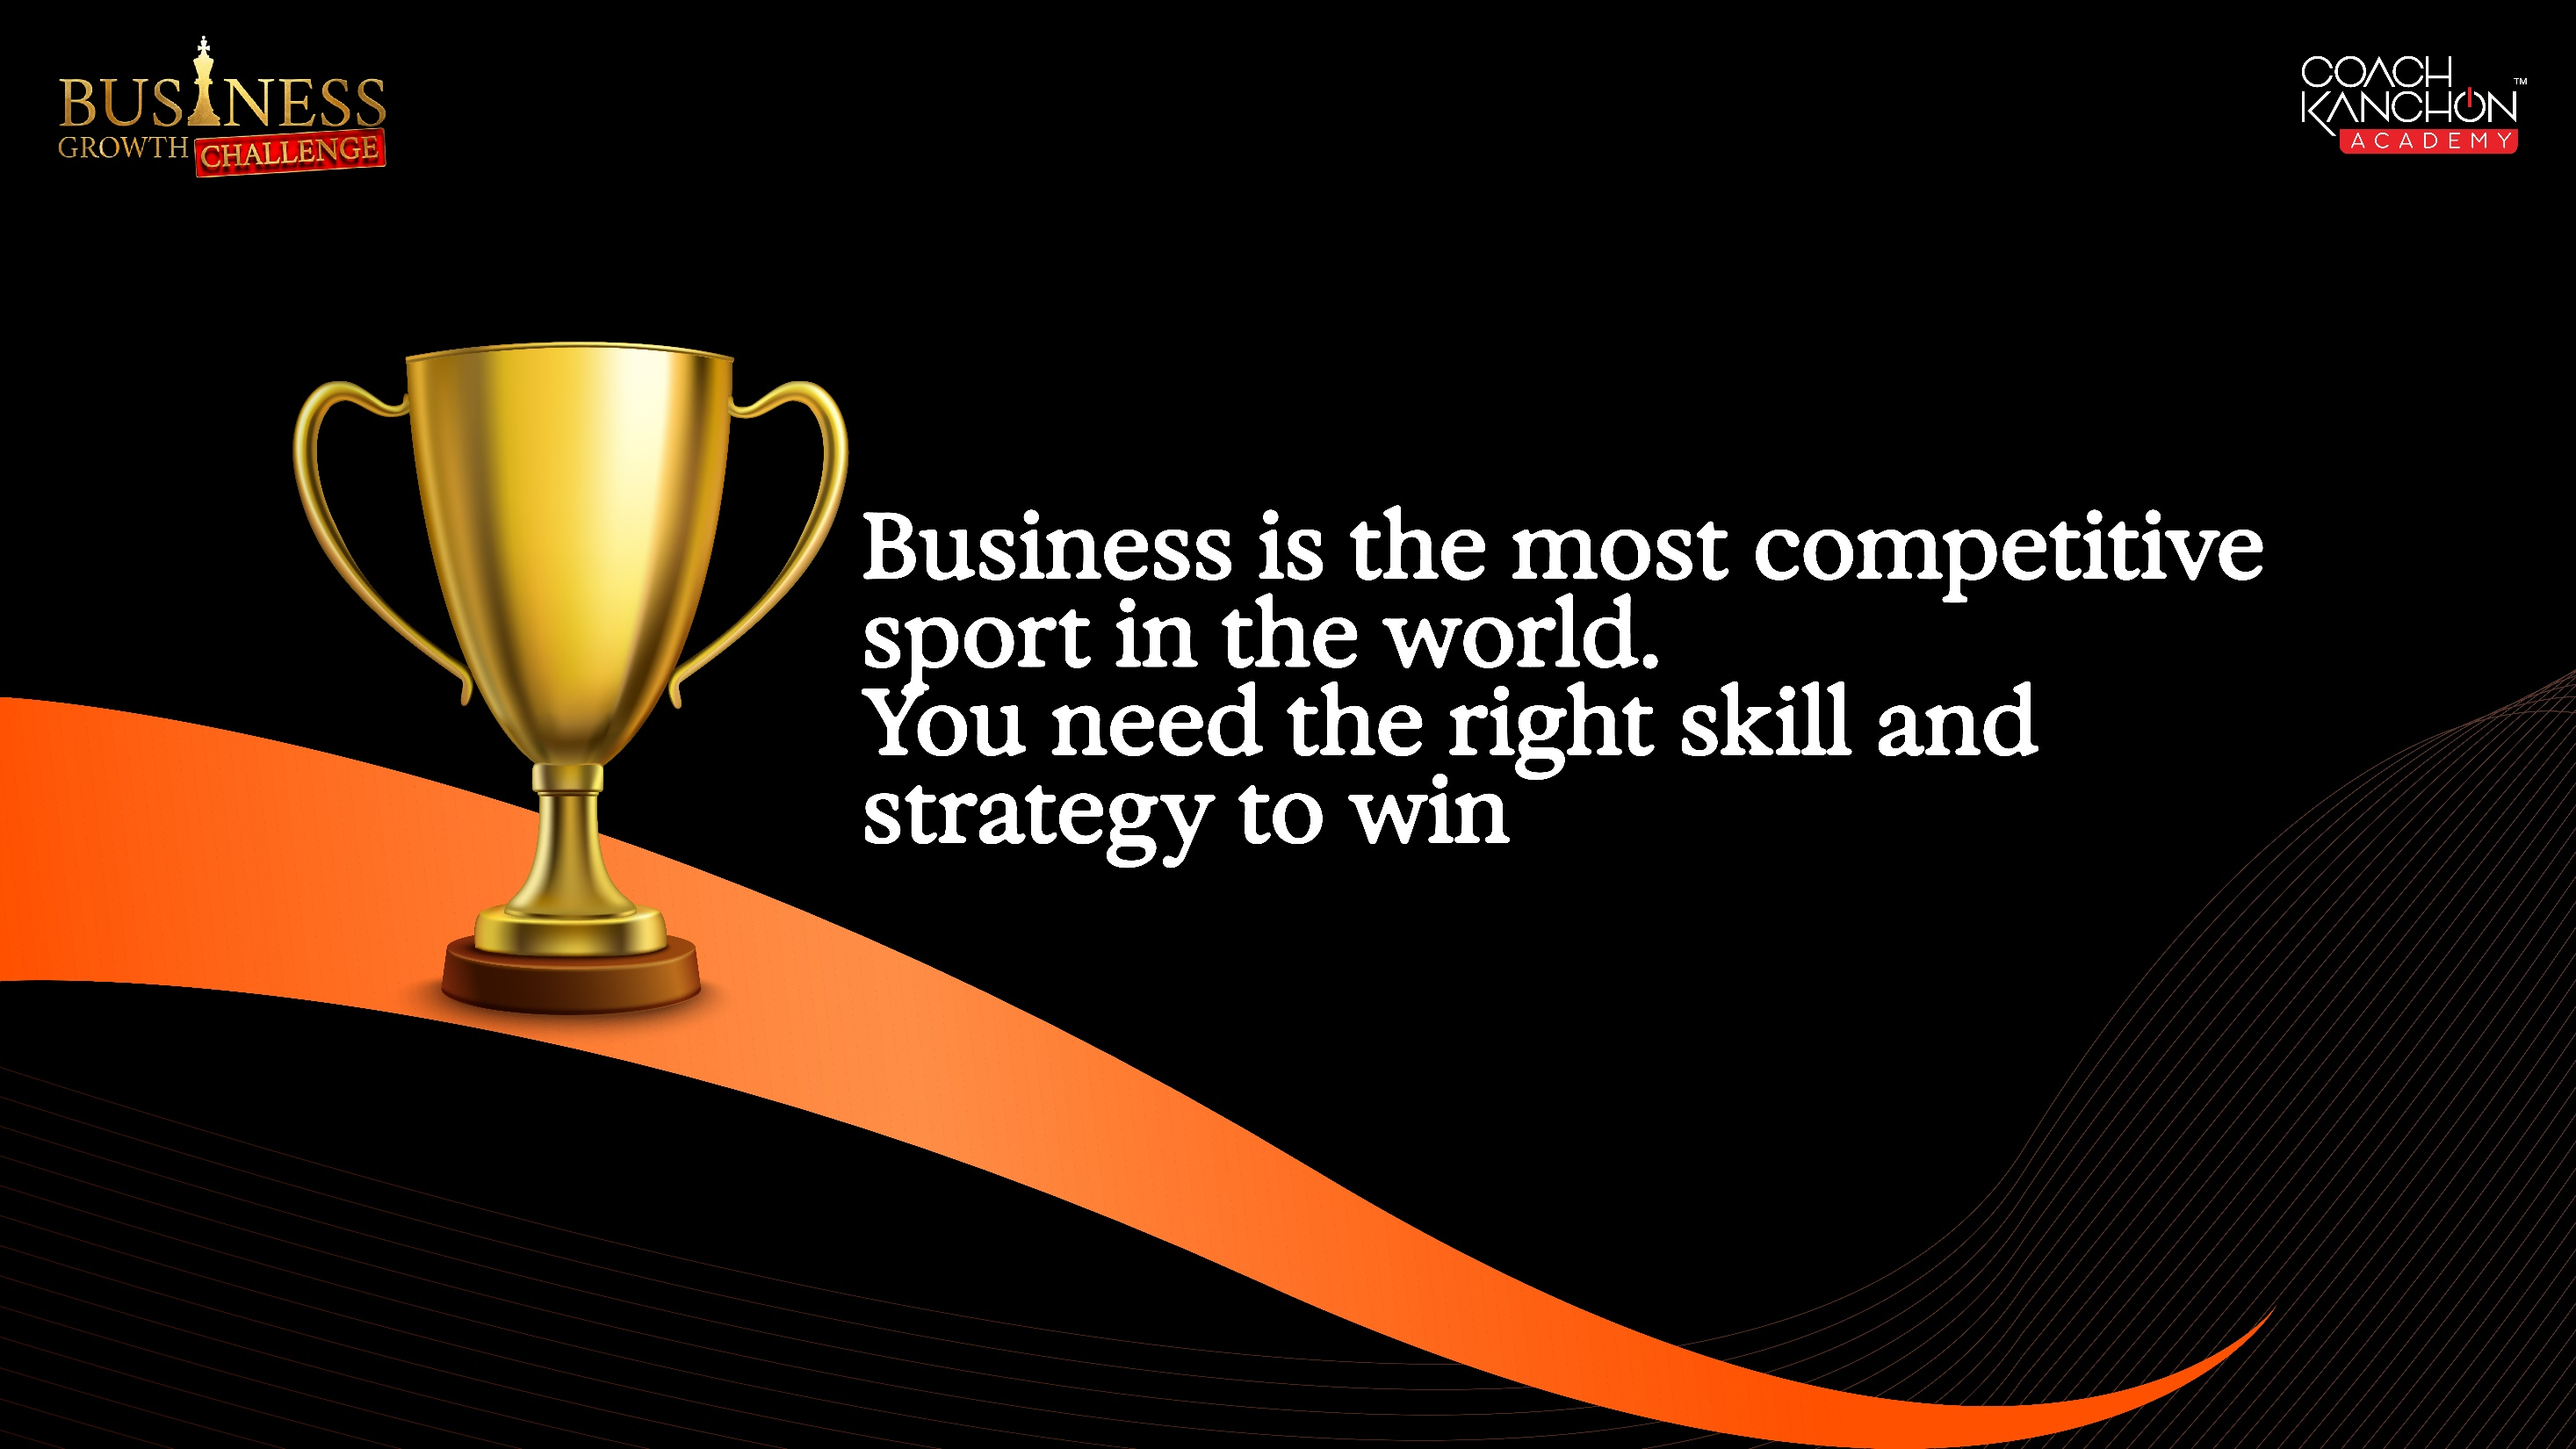 BUSINESS
GROWTH CHALLENGE
COACH
KANCHON™
ACADEMY
Business is the most competitive
sport in the world.
You need the right skill and
strategy to win